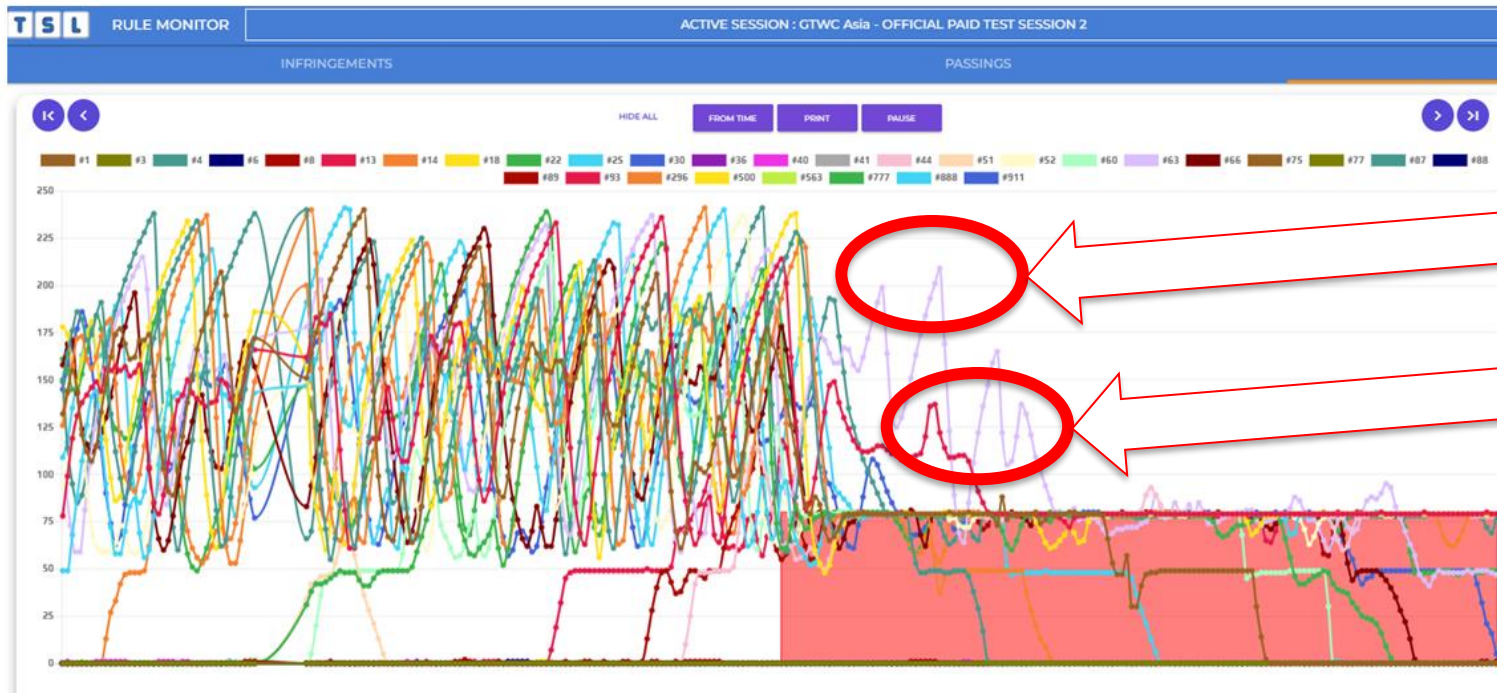 TSL RULE MONITOR ACTIVE SESSION : GTWC Asia - OFFICIAL PAID TEST SESSION 2
INFRINGEMENTS PASSINGS
HIDE ALL FROM TIME PRINT PAUSE
#1 #3 #4 #6 #8 #13 #14 #18 #22 #25 #30 #36 #40 #41 #44 #51 #52 #60 #63 #66 #75 #77 #87 #88
#89 #93 #296 #500 #563 #777 #888 #911
250
225
200
175
150
125
100
75
50
25
0